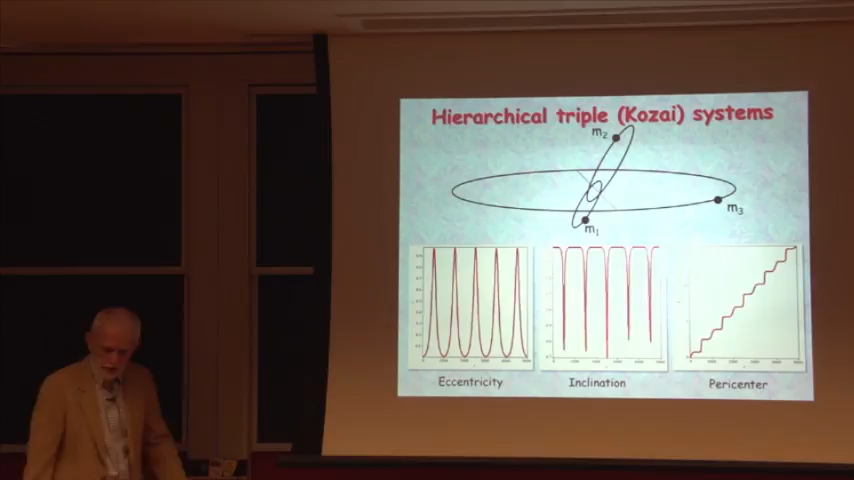 Hierarchical triple (Kozai) systems
m2
m3
m1
Eccentricity
Inclination
Pericenter